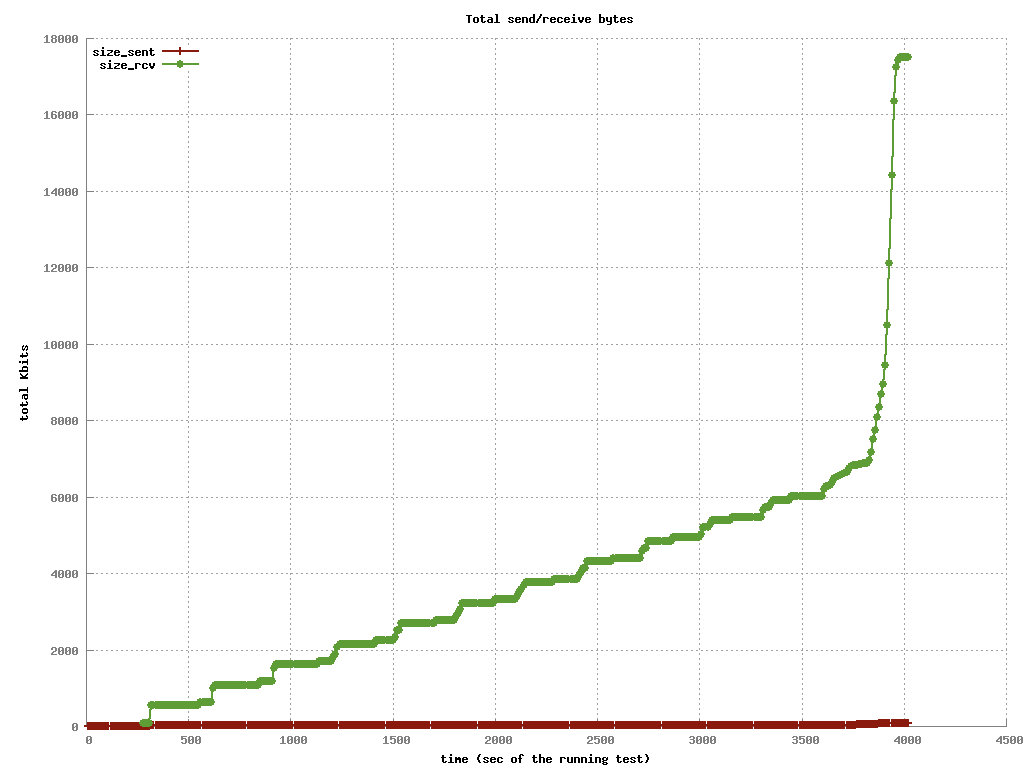 Total send/receive bytes
size_sent
size_rcv
18000
16000
14000
12000
10000
8000
6000
4000
2000
0
total Kbits
0 500 1000 1500 2000 2500 3000 3500 4000 4500
time (sec of the running test)